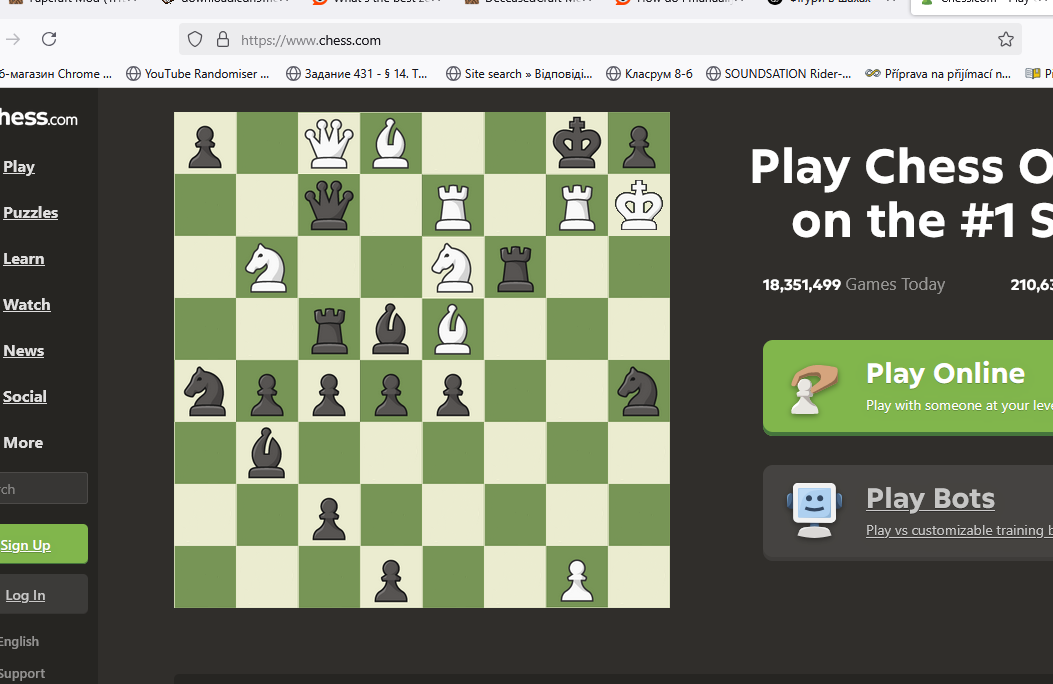 https://www.chess.com
б-магазин Chrome ... YouTube Randomiser ... Задание 431 - § 14. Т... Site search » Відповіді... Класрум 8-б SOUNDSATION Rider-... Příprava na přijímací n...
hess.com
Play
Puzzles
Learn
Watch
News
Social
More
rch
Sign Up
Log In
English
Support
Play Chess O
on the #1 S
18,351,499 Games Today 210,63
Play Online
Play with someone at your leve
Play Bots
Play vs customizable training b